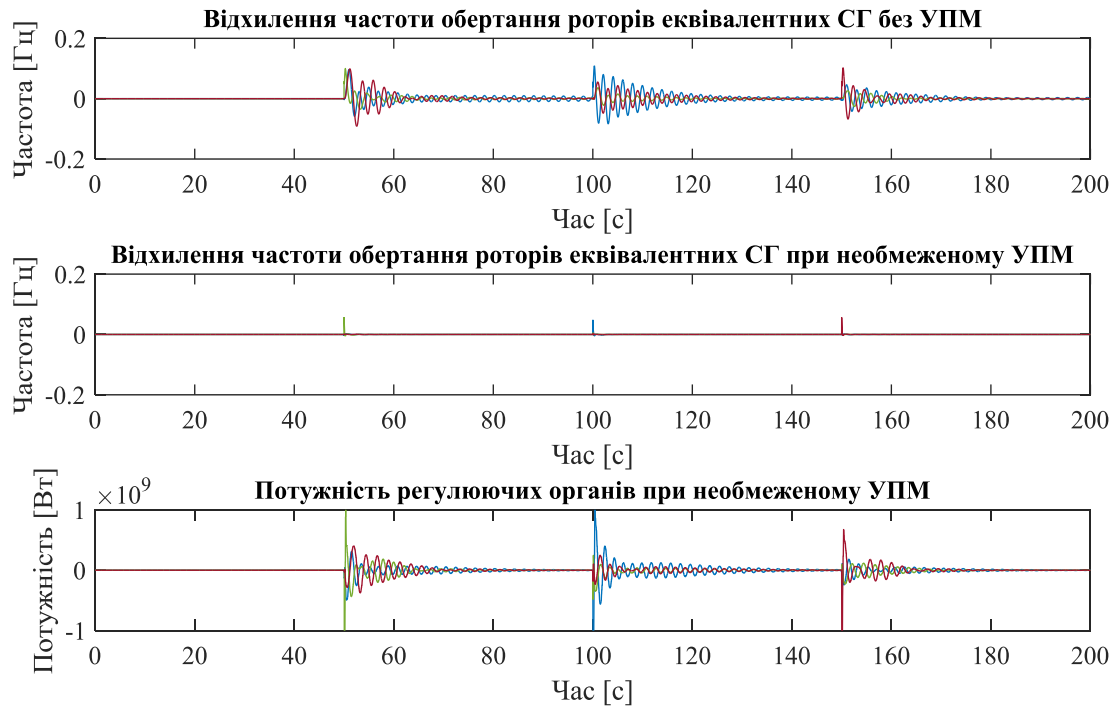 Відхилення частоти обертання роторів еквівалентних СГ без УПМ
Частота [Гц]
0.2
0
-0.2
0 20 40 60 80 100 120 140 160 180 200
Час [с]
Відхилення частоти обертання роторів еквівалентних СГ при необмеженому УПМ
Частота [Гц]
0.2
0
-0.2
0 20 40 60 80 100 120 140 160 180 200
Час [с]
Потужність регулюючих органів при необмеженому УПМ
Потужність [Вт]
×10⁹
1
0
-1
0 20 40 60 80 100 120 140 160 180 200
Час [с]